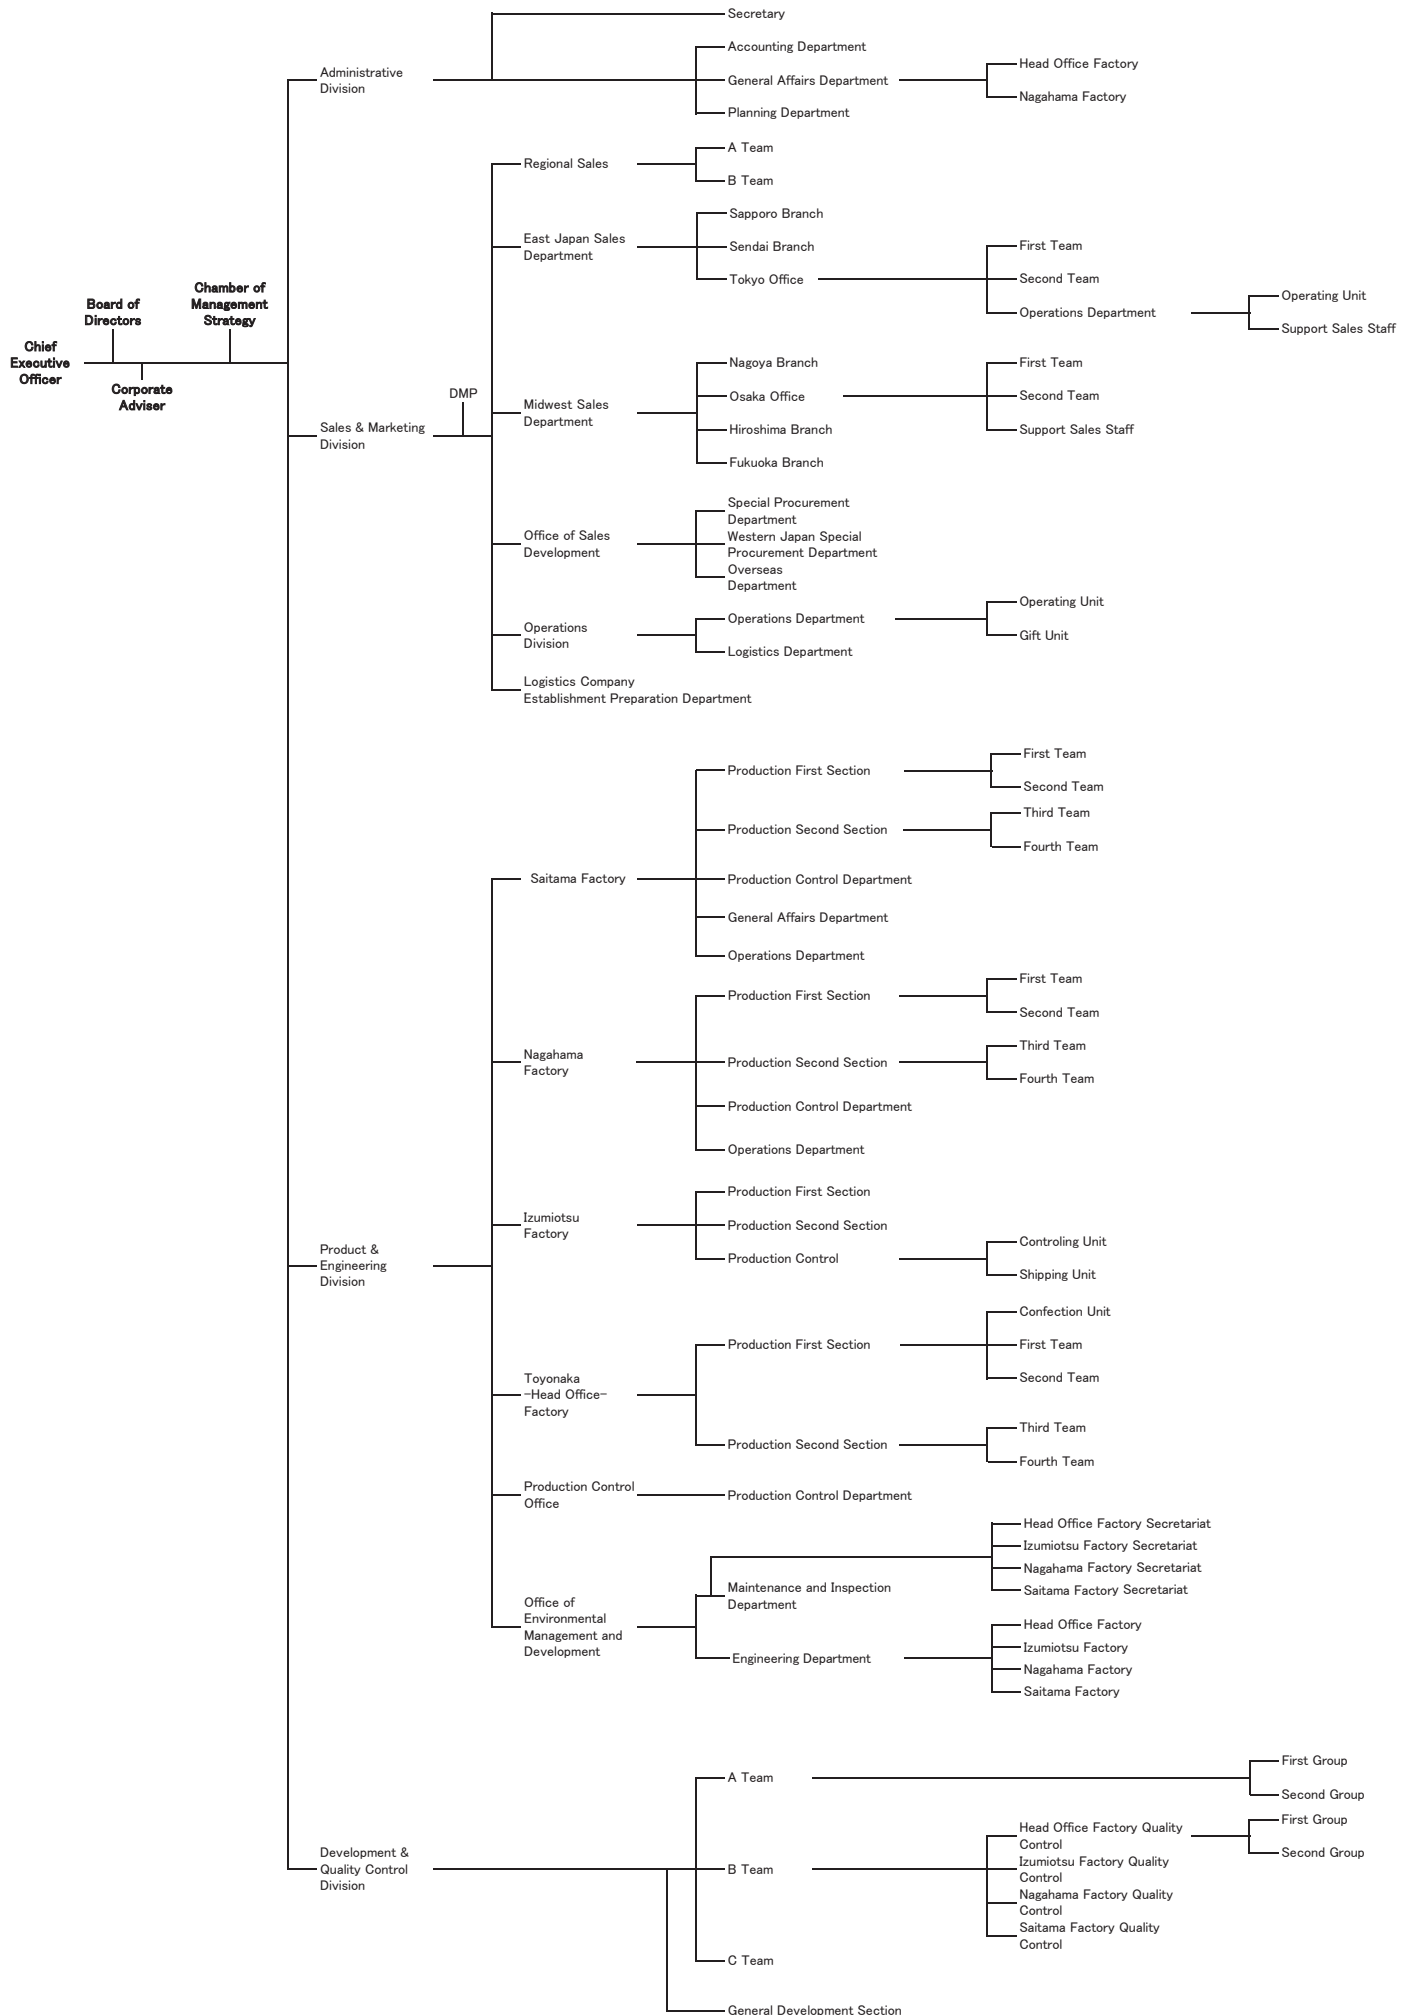 Secretary
Accounting Department
Administrative
Division
General Affairs Department
Head Office Factory
Nagahama Factory
Planning Department
Regional Sales
A Team
B Team
East Japan Sales
Department
Sapporo Branch
Sendai Branch
Tokyo Office
First Team
Second Team
Operations Department
Operating Unit
Support Sales Staff
Chief
Executive
Officer
Board of
Directors
Corporate
Adviser
Chamber of
Management
Strategy
Sales & Marketing
Division
DMP
Midwest Sales
Department
Nagoya Branch
Osaka Office
Hiroshima Branch
Fukuoka Branch
First Team
Second Team
Support Sales Staff
Office of Sales
Development
Special Procurement
Department
Western Japan Special
Procurement Department
Overseas
Department
Operations
Division
Operations Department
Logistics Department
Operating Unit
Gift Unit
Logistics Company
Establishment Preparation Department
Product &
Engineering
Division
Saitama Factory
Production First Section
First Team
Second Team
Production Second Section
Third Team
Fourth Team
Production Control Department
General Affairs Department
Operations Department
Nagahama
Factory
Production First Section
First Team
Second Team
Production Second Section
Third Team
Fourth Team
Production Control Department
Operations Department
Izumiotsu
Factory
Production First Section
Production Second Section
Production Control
Controling Unit
Shipping Unit
Toyonaka
-Head Office-
Factory
Production First Section
Confection Unit
First Team
Second Team
Production Second Section
Third Team
Fourth Team
Production Control
Office
Production Control Department
Office of
Environmental
Management and
Development
Maintenance and Inspection
Department
Head Office Factory Secretariat
Izumiotsu Factory Secretariat
Nagahama Factory Secretariat
Saitama Factory Secretariat
Engineering Department
Head Office Factory
Izumiotsu Factory
Nagahama Factory
Saitama Factory
Development &
Quality Control
Division
A Team
First Group
Second Group
B Team
Head Office Factory Quality
Control
First Group
Second Group
Izumiotsu Factory Quality
Control
Nagahama Factory Quality
Control
Saitama Factory Quality
Control
C Team
General Development Section